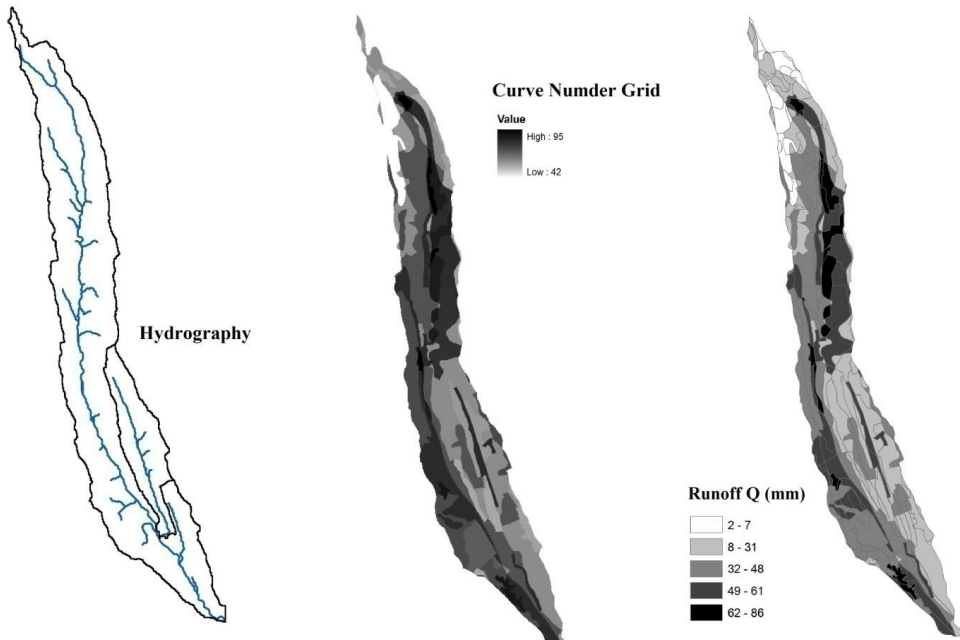 Hydrography
Curve Numder Grid
Value
High : 95
Low : 42
Runoff Q (mm)
2 - 7
8 - 31
32 - 48
49 - 61
62 - 86